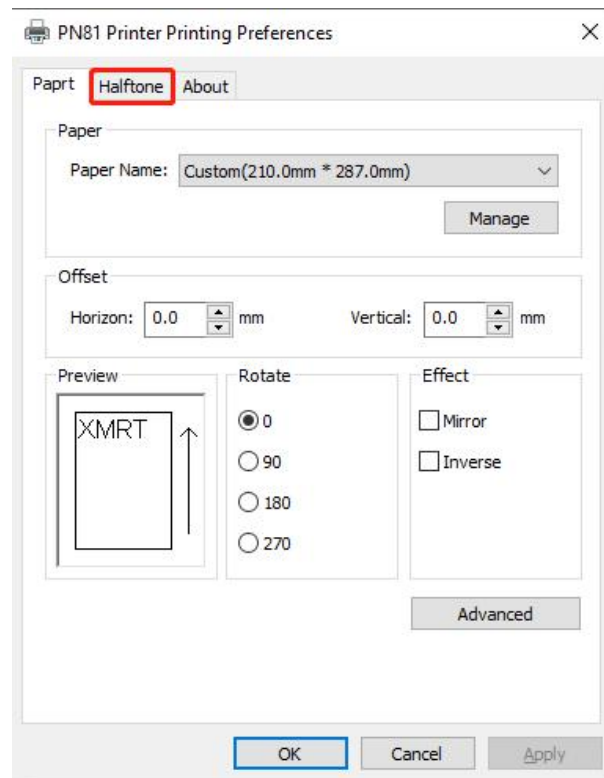 PN81 Printer Printing Preferences
Paprt Halftone About
Paper
Paper Name: Custom(210.0mm * 287.0mm)
Manage
Offset
Horizon: 0.0 mm Vertical: 0.0 mm
Preview Rotate Effect
XMRT 0 Mirror
90 Inverse
180
270
Advanced
OK Cancel Apply